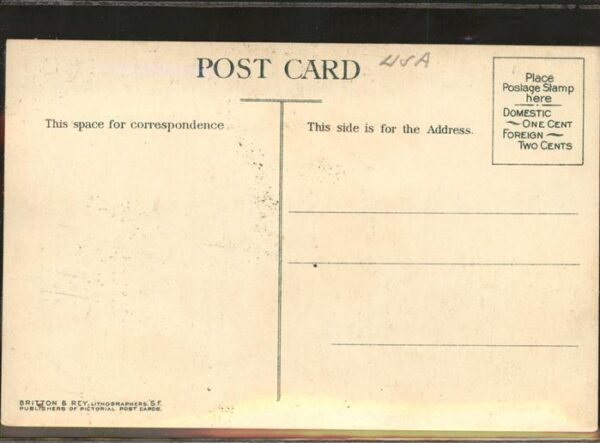 POST CARD
USA
Place
Postage Stamp
here
DOMESTIC
ONE CENT
FOREIGN
TWO CENTS
This space for correspondence
This side is for the Address.
BRITTON & REY, LITHOGRAPHERS, S.F.
PUBLISHERS OF PICTORIAL POST CARDS.